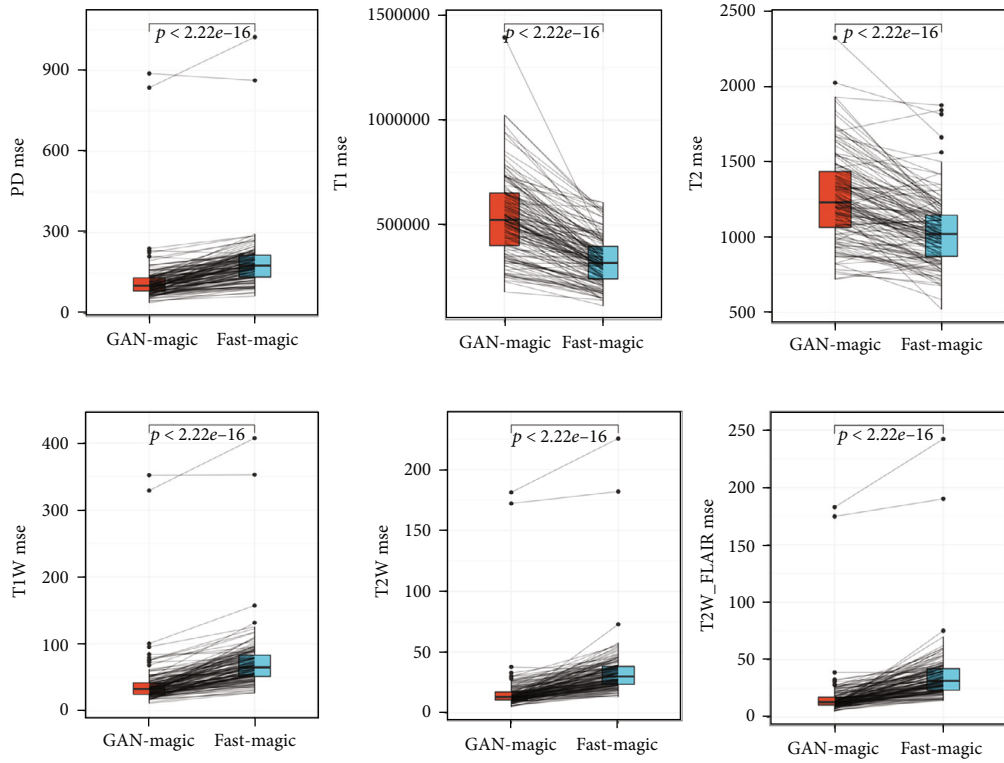 PD mse
900
600
300
0
p < 2.22e–16
GAN-magic Fast-magic
T1 mse
1500000
1000000
500000
p < 2.22e–16
GAN-magic Fast-magic
T2 mse
2500
2000
1500
1000
500
p < 2.22e–16
GAN-magic Fast-magic
T1W mse
400
300
200
100
0
p < 2.22e–16
GAN-magic Fast-magic
T2W mse
200
150
100
50
0
p < 2.22e–16
GAN-magic Fast-magic
T2W_FLAIR mse
250
200
150
100
50
0
p < 2.22e–16
GAN-magic Fast-magic